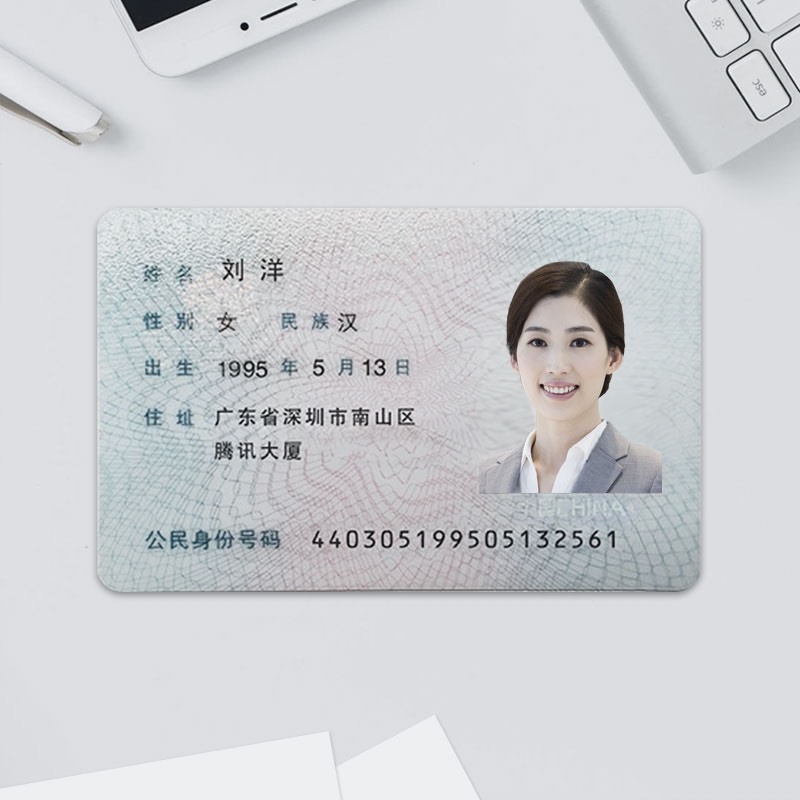 姓名 刘洋
性别 女 民族 汉
出生 1995 年 5 月 13 日
住址 广东省深圳市南山区
腾讯大厦
公民身份号码 440305199505132561
esc